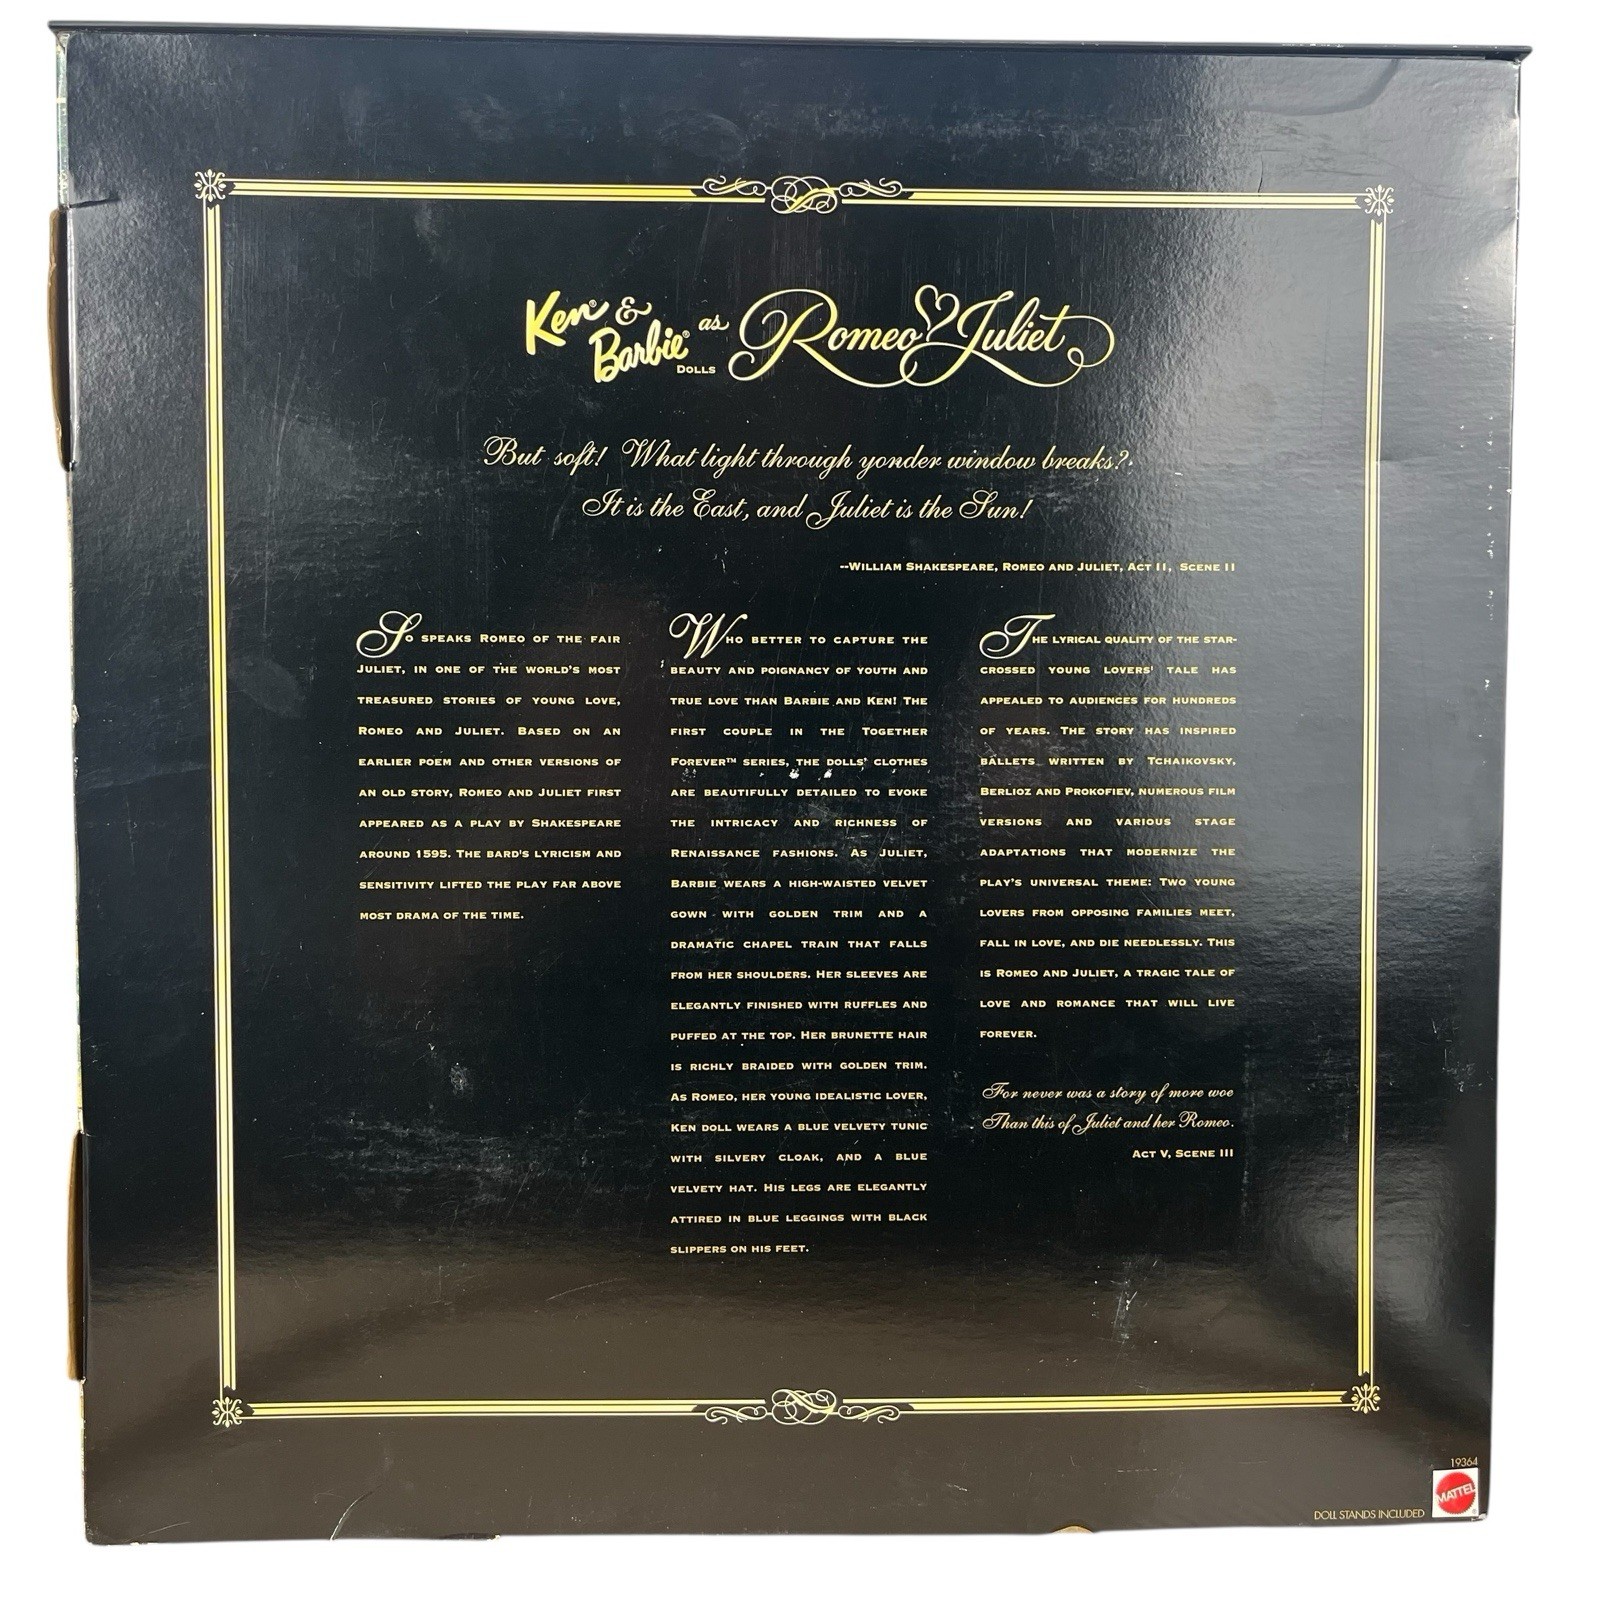 Ken® & Barbie® DOLLS as Romeo Juliet
But soft! What light through yonder window breaks?
It is the East, and Juliet is the Sun!
--WILLIAM SHAKESPEARE, ROMEO AND JULIET, ACT II, SCENE II
SO SPEAKS ROMEO OF THE FAIR
JULIET, IN ONE OF THE WORLD'S MOST
TREASURED STORIES OF YOUNG LOVE,
ROMEO AND JULIET. BASED ON AN
EARLIER POEM AND OTHER VERSIONS OF
AN OLD STORY, ROMEO AND JULIET FIRST
APPEARED AS A PLAY BY SHAKESPEARE
AROUND 1595. THE BARD'S LYRICISM AND
SENSITIVITY LIFTED THE PLAY FAR ABOVE
MOST DRAMA OF THE TIME.
WHO BETTER TO CAPTURE THE
BEAUTY AND POIGNANCY OF YOUTH AND
TRUE LOVE THAN BARBIE AND KEN! THE
FIRST COUPLE IN THE TOGETHER
FOREVER™ SERIES, THE DOLLS' CLOTHES
ARE BEAUTIFULLY DETAILED TO EVOKE
THE INTRICACY AND RICHNESS OF
RENAISSANCE FASHIONS. AS JULIET,
BARBIE WEARS A HIGH-WAISTED VELVET
GOWN WITH GOLDEN TRIM AND A
DRAMATIC CHAPEL TRAIN THAT FALLS
FROM HER SHOULDERS. HER SLEEVES ARE
ELEGANTLY FINISHED WITH RUFFLES AND
PUFFED AT THE TOP. HER BRUNETTE HAIR
IS RICHLY BRAIDED WITH GOLDEN TRIM.
AS ROMEO, HER YOUNG IDEALISTIC LOVER,
KEN DOLL WEARS A BLUE VELVETY TUNIC
WITH SILVERY CLOAK, AND A BLUE
VELVETY HAT. HIS LEGS ARE ELEGANTLY
ATTIRED IN BLUE LEGGINGS WITH BLACK
SLIPPERS ON HIS FEET.
THE LYRICAL QUALITY OF THE STAR-
CROSSED YOUNG LOVERS' TALE HAS
APPEALED TO AUDIENCES FOR HUNDREDS
OF YEARS. THE STORY HAS INSPIRED
BALLETS WRITTEN BY TCHAIKOVSKY,
BERLIOZ AND PROKOFIEV, NUMEROUS FILM
VERSIONS AND VARIOUS STAGE
ADAPTATIONS THAT MODERNIZE THE
PLAY'S UNIVERSAL THEME: TWO YOUNG
LOVERS FROM OPPOSING FAMILIES MEET,
FALL IN LOVE, AND DIE NEEDLESSLY. THIS
IS ROMEO AND JULIET, A TRAGIC TALE OF
LOVE AND ROMANCE THAT WILL LIVE
FOREVER.
For never was a story of more woe
Than this of Juliet and her Romeo.
ACT V, SCENE III
19364
MATTEL
DOLL STANDS INCLUDED